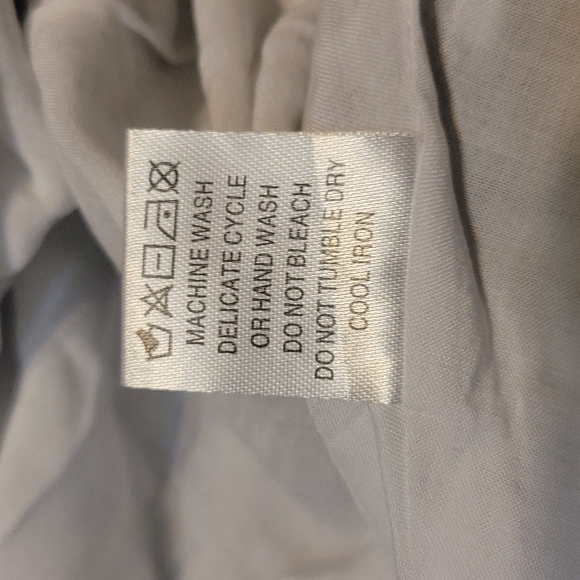 MACHINE WASH
DELICATE CYCLE
OR HAND WASH
DO NOT BLEACH
DO NOT TUMBLE DRY
COOL IRON